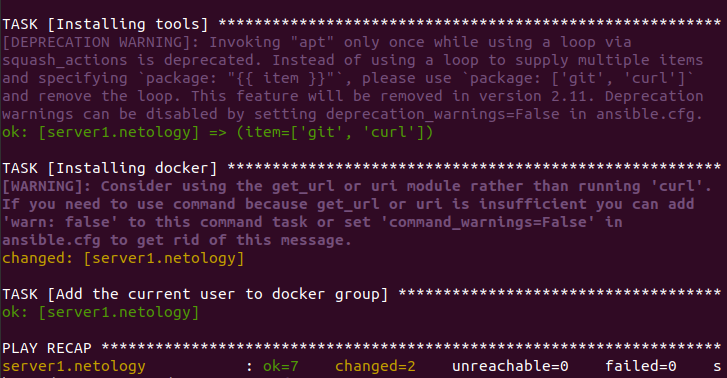 TASK [Installing tools] ********************************************************
[DEPRECATION WARNING]: Invoking "apt" only once while using a loop via
squash_actions is deprecated. Instead of using a loop to supply multiple items
and specifying `package: "{{ item }}"`, please use `package: ['git', 'curl']`
and remove the loop. This feature will be removed in version 2.11. Deprecation
warnings can be disabled by setting deprecation_warnings=False in ansible.cfg.
ok: [server1.netology] => (item=['git', 'curl'])
TASK [Installing docker] *******************************************************
[WARNING]: Consider using the get_url or uri module rather than running 'curl'.
If you need to use command because get_url or uri is insufficient you can add
'warn: false' to this command task or set 'command_warnings=False' in
ansible.cfg to get rid of this message.
changed: [server1.netology]
TASK [Add the current user to docker group] ************************************
ok: [server1.netology]
PLAY RECAP *********************************************************************
server1.netology           : ok=7    changed=2    unreachable=0    failed=0    s